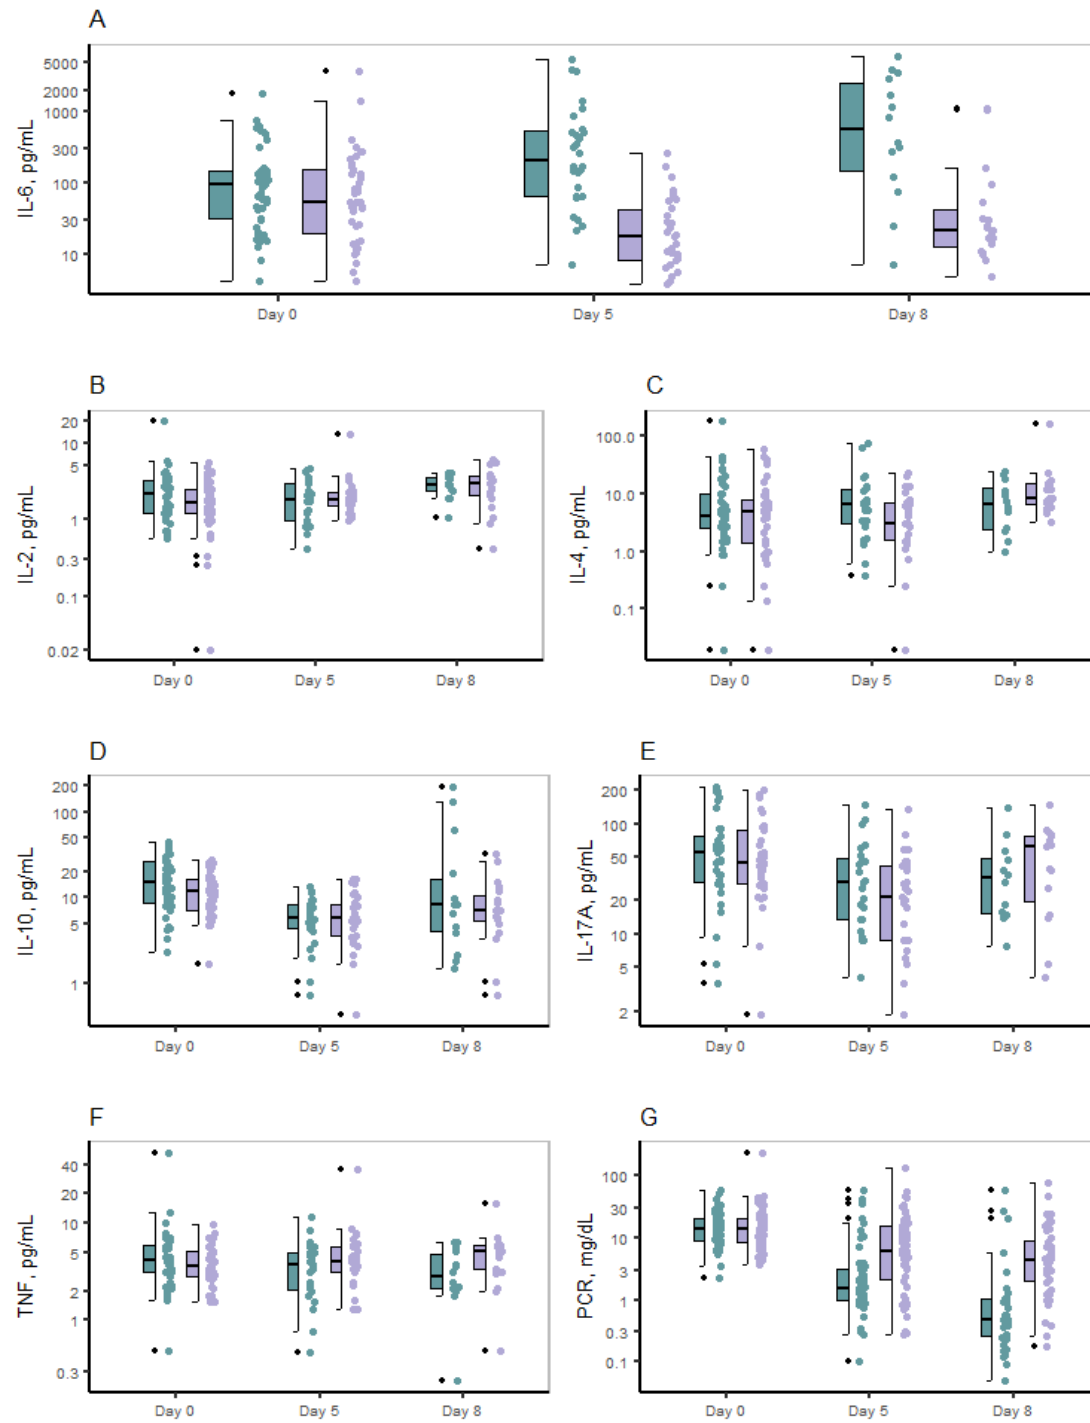 A
IL-6, pg/mL
5000
2000
1000
300
100
30
10
Day 0 Day 5 Day 8
B
IL-2, pg/mL
20
10
5
1
0.3
0.1
0.02
Day 0 Day 5 Day 8
C
IL-4, pg/mL
100.0
10.0
1.0
0.1
Day 0 Day 5 Day 8
D
IL-10, pg/mL
200
100
50
20
10
5
1
Day 0 Day 5 Day 8
E
IL-17A, pg/mL
200
100
50
20
10
5
2
Day 0 Day 5 Day 8
F
TNF, pg/mL
40
20
10
5
2
1
0.3
Day 0 Day 5 Day 8
G
PCR, mg/dL
100
30
10
3
1
0.3
0.1
Day 0 Day 5 Day 8